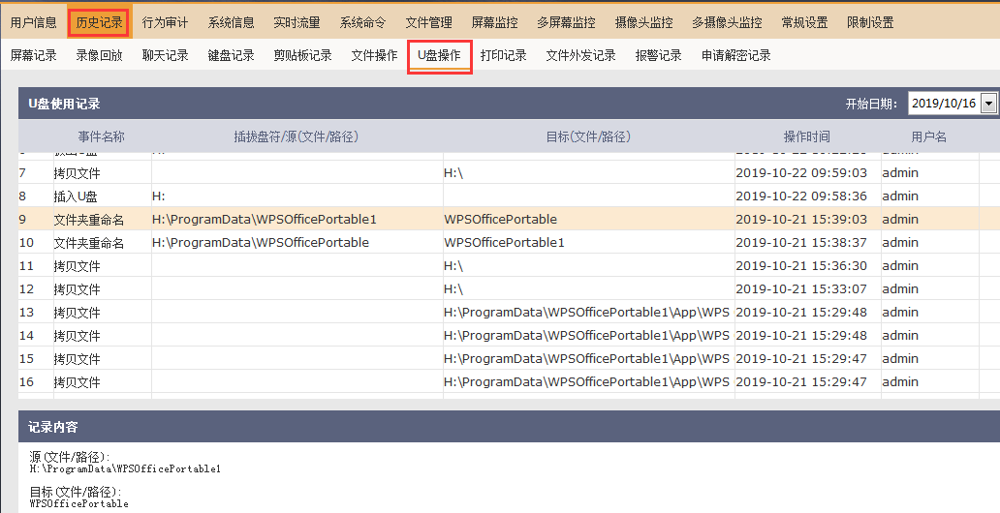 用户信息 历史记录 行为审计 系统信息 实时流量 系统命令 文件管理 屏幕监控 多屏幕监控 摄像头监控 多摄像头监控 常规设置 限制设置
屏幕记录 录像回放 聊天记录 键盘记录 剪贴板记录 文件操作 U盘操作 打印记录 文件外发记录 报警记录 申请解密记录
U盘使用记录 开始日期: 2019/10/16
事件名称 插拔盘符/源(文件/路径) 目标(文件/路径) 操作时间 用户名
7 拷贝文件 H:\ 2019-10-22 09:59:03 admin
8 插入U盘 H: 2019-10-22 09:58:36 admin
9 文件夹重命名 H:\ProgramData\WPSOfficePortable1 WPSOfficePortable 2019-10-21 15:39:03 admin
10 文件夹重命名 H:\ProgramData\WPSOfficePortable WPSOfficePortable1 2019-10-21 15:38:37 admin
11 拷贝文件 H:\ 2019-10-21 15:36:30 admin
12 拷贝文件 H:\ 2019-10-21 15:33:07 admin
13 拷贝文件 H:\ProgramData\WPSOfficePortable1\App\WPS 2019-10-21 15:29:48 admin
14 拷贝文件 H:\ProgramData\WPSOfficePortable1\App\WPS 2019-10-21 15:29:48 admin
15 拷贝文件 H:\ProgramData\WPSOfficePortable1\App\WPS 2019-10-21 15:29:47 admin
16 拷贝文件 H:\ProgramData\WPSOfficePortable1\App\WPS 2019-10-21 15:29:47 admin
记录内容
源(文件/路径):
H:\ProgramData\WPSOfficePortable1
目标(文件/路径):
WPSOfficePortable